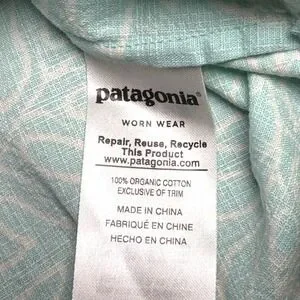 patagonia®
WORN WEAR
Repair, Reuse, Recycle
This Product
www.patagonia.com
100% ORGANIC COTTON
EXCLUSIVE OF TRIM
MADE IN CHINA
FABRIQUÉ EN CHINE
HECHO EN CHINA